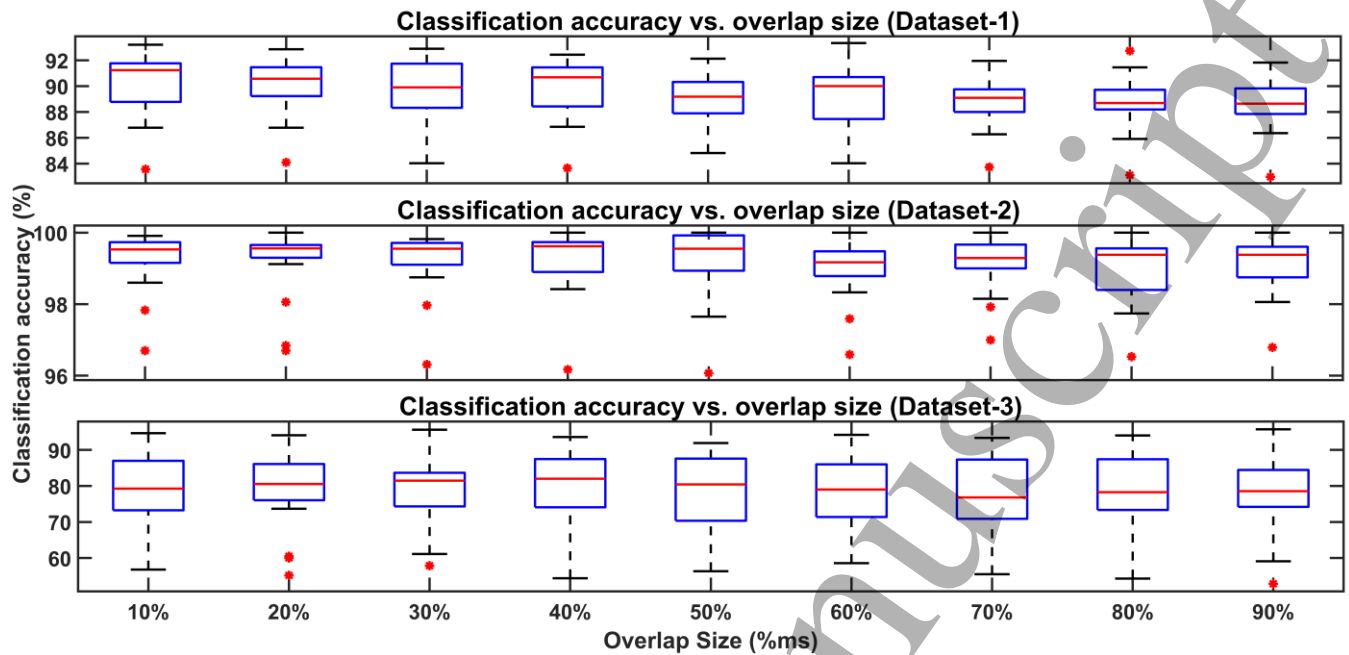 Classification accuracy vs. overlap size (Dataset-1)
92
90
88
86
84
Classification accuracy vs. overlap size (Dataset-2)
100
98
96
Classification accuracy vs. overlap size (Dataset-3)
90
80
70
60
10% 20% 30% 40% 50% 60% 70% 80% 90%
Overlap Size (%ms)
Classification accuracy (%)
nuscript